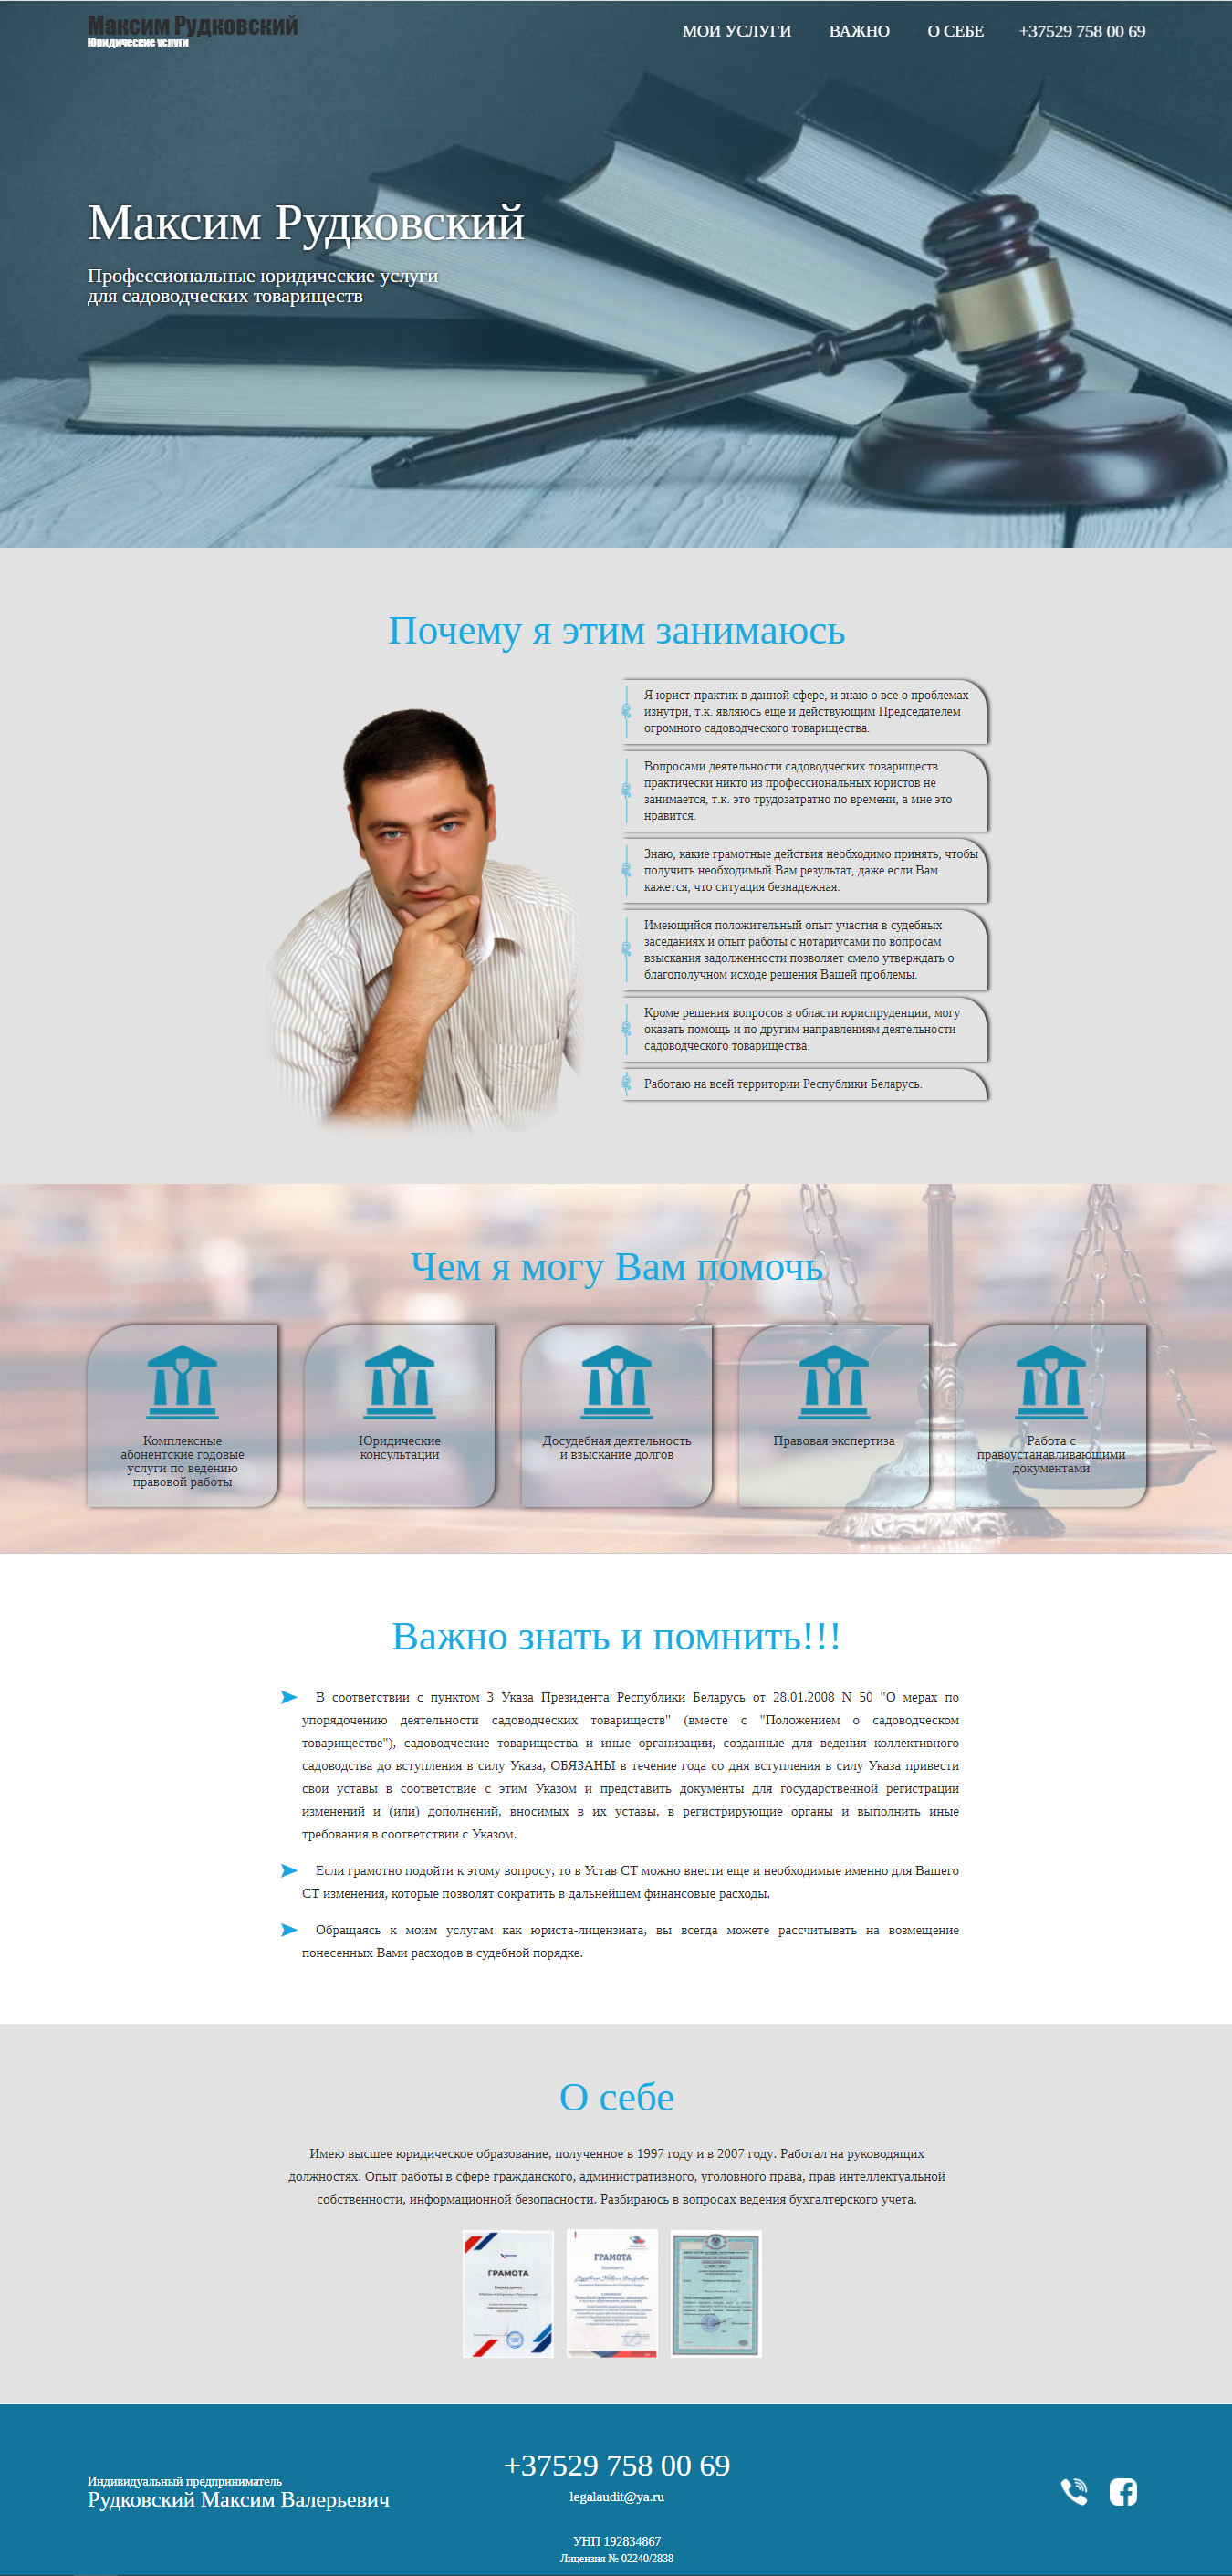 Максим Рудковский
Юридические услуги
МОИ УСЛУГИ ВАЖНО О СЕБЕ +37529 758 00 69
Максим Рудковский
Профессиональные юридические услуги
для садоводческих товариществ
Почему я этим занимаюсь
Я юрист-практик в данной сфере, и знаю о все о проблемах
изнутри, т.к. являюсь еще и действующим Председателем
огромного садоводческого товарищества.
Вопросами деятельности садоводческих товариществ
практически никто из профессиональных юристов не
занимается, т.к. это трудозатратно по времени, а мне это
нравится.
Знаю, какие грамотные действия необходимо принять, чтобы
получить необходимый Вам результат, даже если Вам
кажется, что ситуация безнадежная.
Имеющийся положительный опыт участия в судебных
заседаниях и опыт работы с нотариусами по вопросам
взыскания задолженности позволяет смело утверждать о
благополучном исходе решения Вашей проблемы.
Кроме решения вопросов в области юриспруденции, могу
оказать помощь и по другим направлениям деятельности
садоводческого товарищества.
Работаю на всей территории Республики Беларусь.
Чем я могу Вам помочь
Комплексные
абонентские годовые
услуги по ведению
правовой работы
Юридические
консультации
Досудебная деятельность
и взыскание долгов
Правовая экспертиза
Работа с
правоустанавливающими
документами
Важно знать и помнить!!!
В соответствии с пунктом 3 Указа Президента Республики Беларусь от 28.01.2008 N 50 "О мерах по
упорядочению деятельности садоводческих товариществ" (вместе с "Положением о садоводческом
товариществе"), садоводческие товарищества и иные организации, созданные для ведения коллективного
садоводства до вступления в силу Указа, ОБЯЗАНЫ в течение года со дня вступления в силу Указа привести
свои уставы в соответствие с этим Указом и представить документы для государственной регистрации
изменений и (или) дополнений, вносимых в их уставы, в регистрирующие органы и выполнить иные
требования в соответствии с Указом.
Если грамотно подойти к этому вопросу, то в Устав СТ можно внести еще и необходимые именно для Вашего
СТ изменения, которые позволят сократить в дальнейшем финансовые расходы.
Обращаясь к моим услугам как юриста-лицензиата, вы всегда можете рассчитывать на возмещение
понесенных Вами расходов в судебной порядке.
О себе
Имею высшее юридическое образование, полученное в 1997 году и в 2007 году. Работал на руководящих
должностях. Опыт работы в сфере гражданского, административного, уголовного права, прав интеллектуальной
собственности, информационной безопасности. Разбираюсь в вопросах ведения бухгалтерского учета.
ГРАМОТА
ГРАМОТА
Индивидуальный предприниматель
Рудковский Максим Валерьевич
+37529 758 00 69
legalaudit@ya.ru
УНП 192834867
Лицензия № 02240/2838